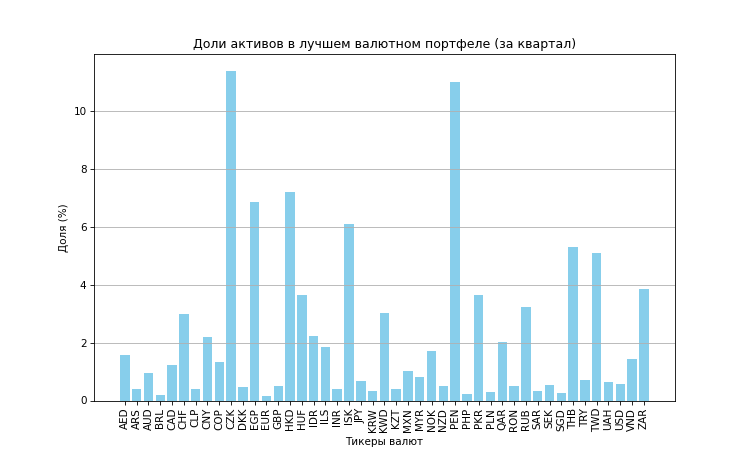 Доли активов в лучшем валютном портфеле (за квартал)
Доля (%)
10
8
6
4
2
0
AED ARS AUD BRL CAD CHF CLP CNY COP CZK DKK EGP EUR GBP HKD HUF IDR ILS INR ISK JPY KRW KWD KZT MXN MYR NOK NZD PEN PHP PKR PLN QAR RON RUB SAR SEK SGD THB TRY TWD UAH USD VND ZAR
Тикеры валют